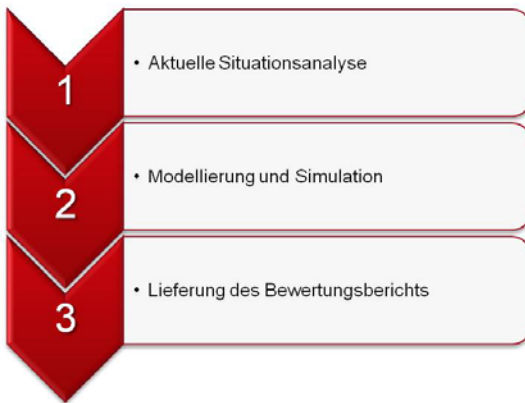 1
• Aktuelle Situationsanalyse
2
• Modellierung und Simulation
3
• Lieferung des Bewertungsberichts